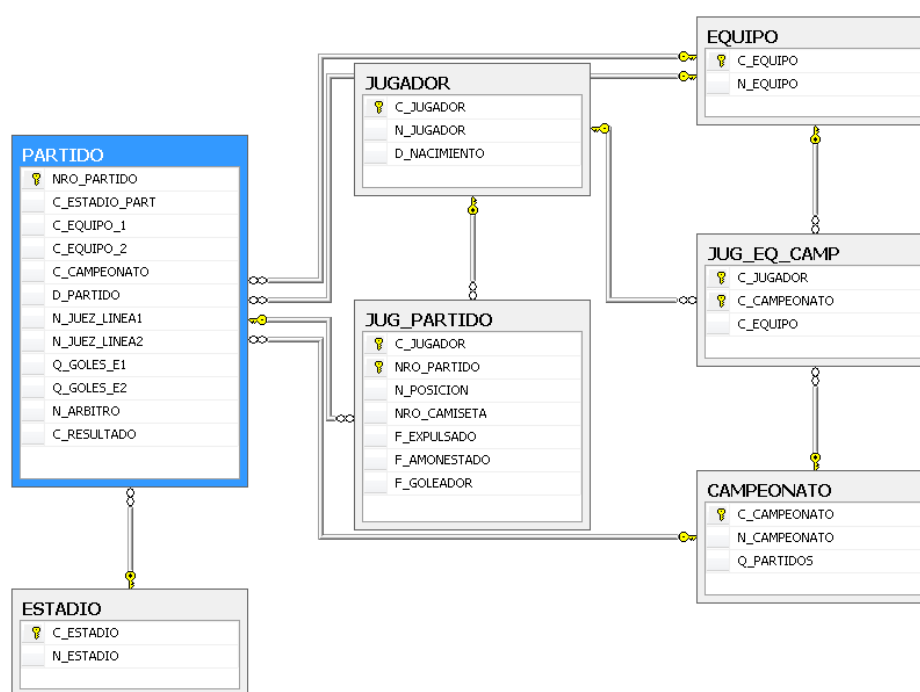 PARTIDO
NRO_PARTIDO
C_ESTADIO_PART
C_EQUIPO_1
C_EQUIPO_2
C_CAMPEONATO
D_PARTIDO
N_JUEZ_LINEA1
N_JUEZ_LINEA2
Q_GOLES_E1
Q_GOLES_E2
N_ARBITRO
C_RESULTADO
ESTADIO
C_ESTADIO
N_ESTADIO
JUGADOR
C_JUGADOR
N_JUGADOR
D_NACIMIENTO
JUG_PARTIDO
C_JUGADOR
NRO_PARTIDO
N_POSICION
NRO_CAMISETA
F_EXPULSADO
F_AMONESTADO
F_GOLEADOR
EQUIPO
C_EQUIPO
N_EQUIPO
JUG_EQ_CAMP
C_JUGADOR
C_CAMPEONATO
C_EQUIPO
CAMPEONATO
C_CAMPEONATO
N_CAMPEONATO
Q_PARTIDOS